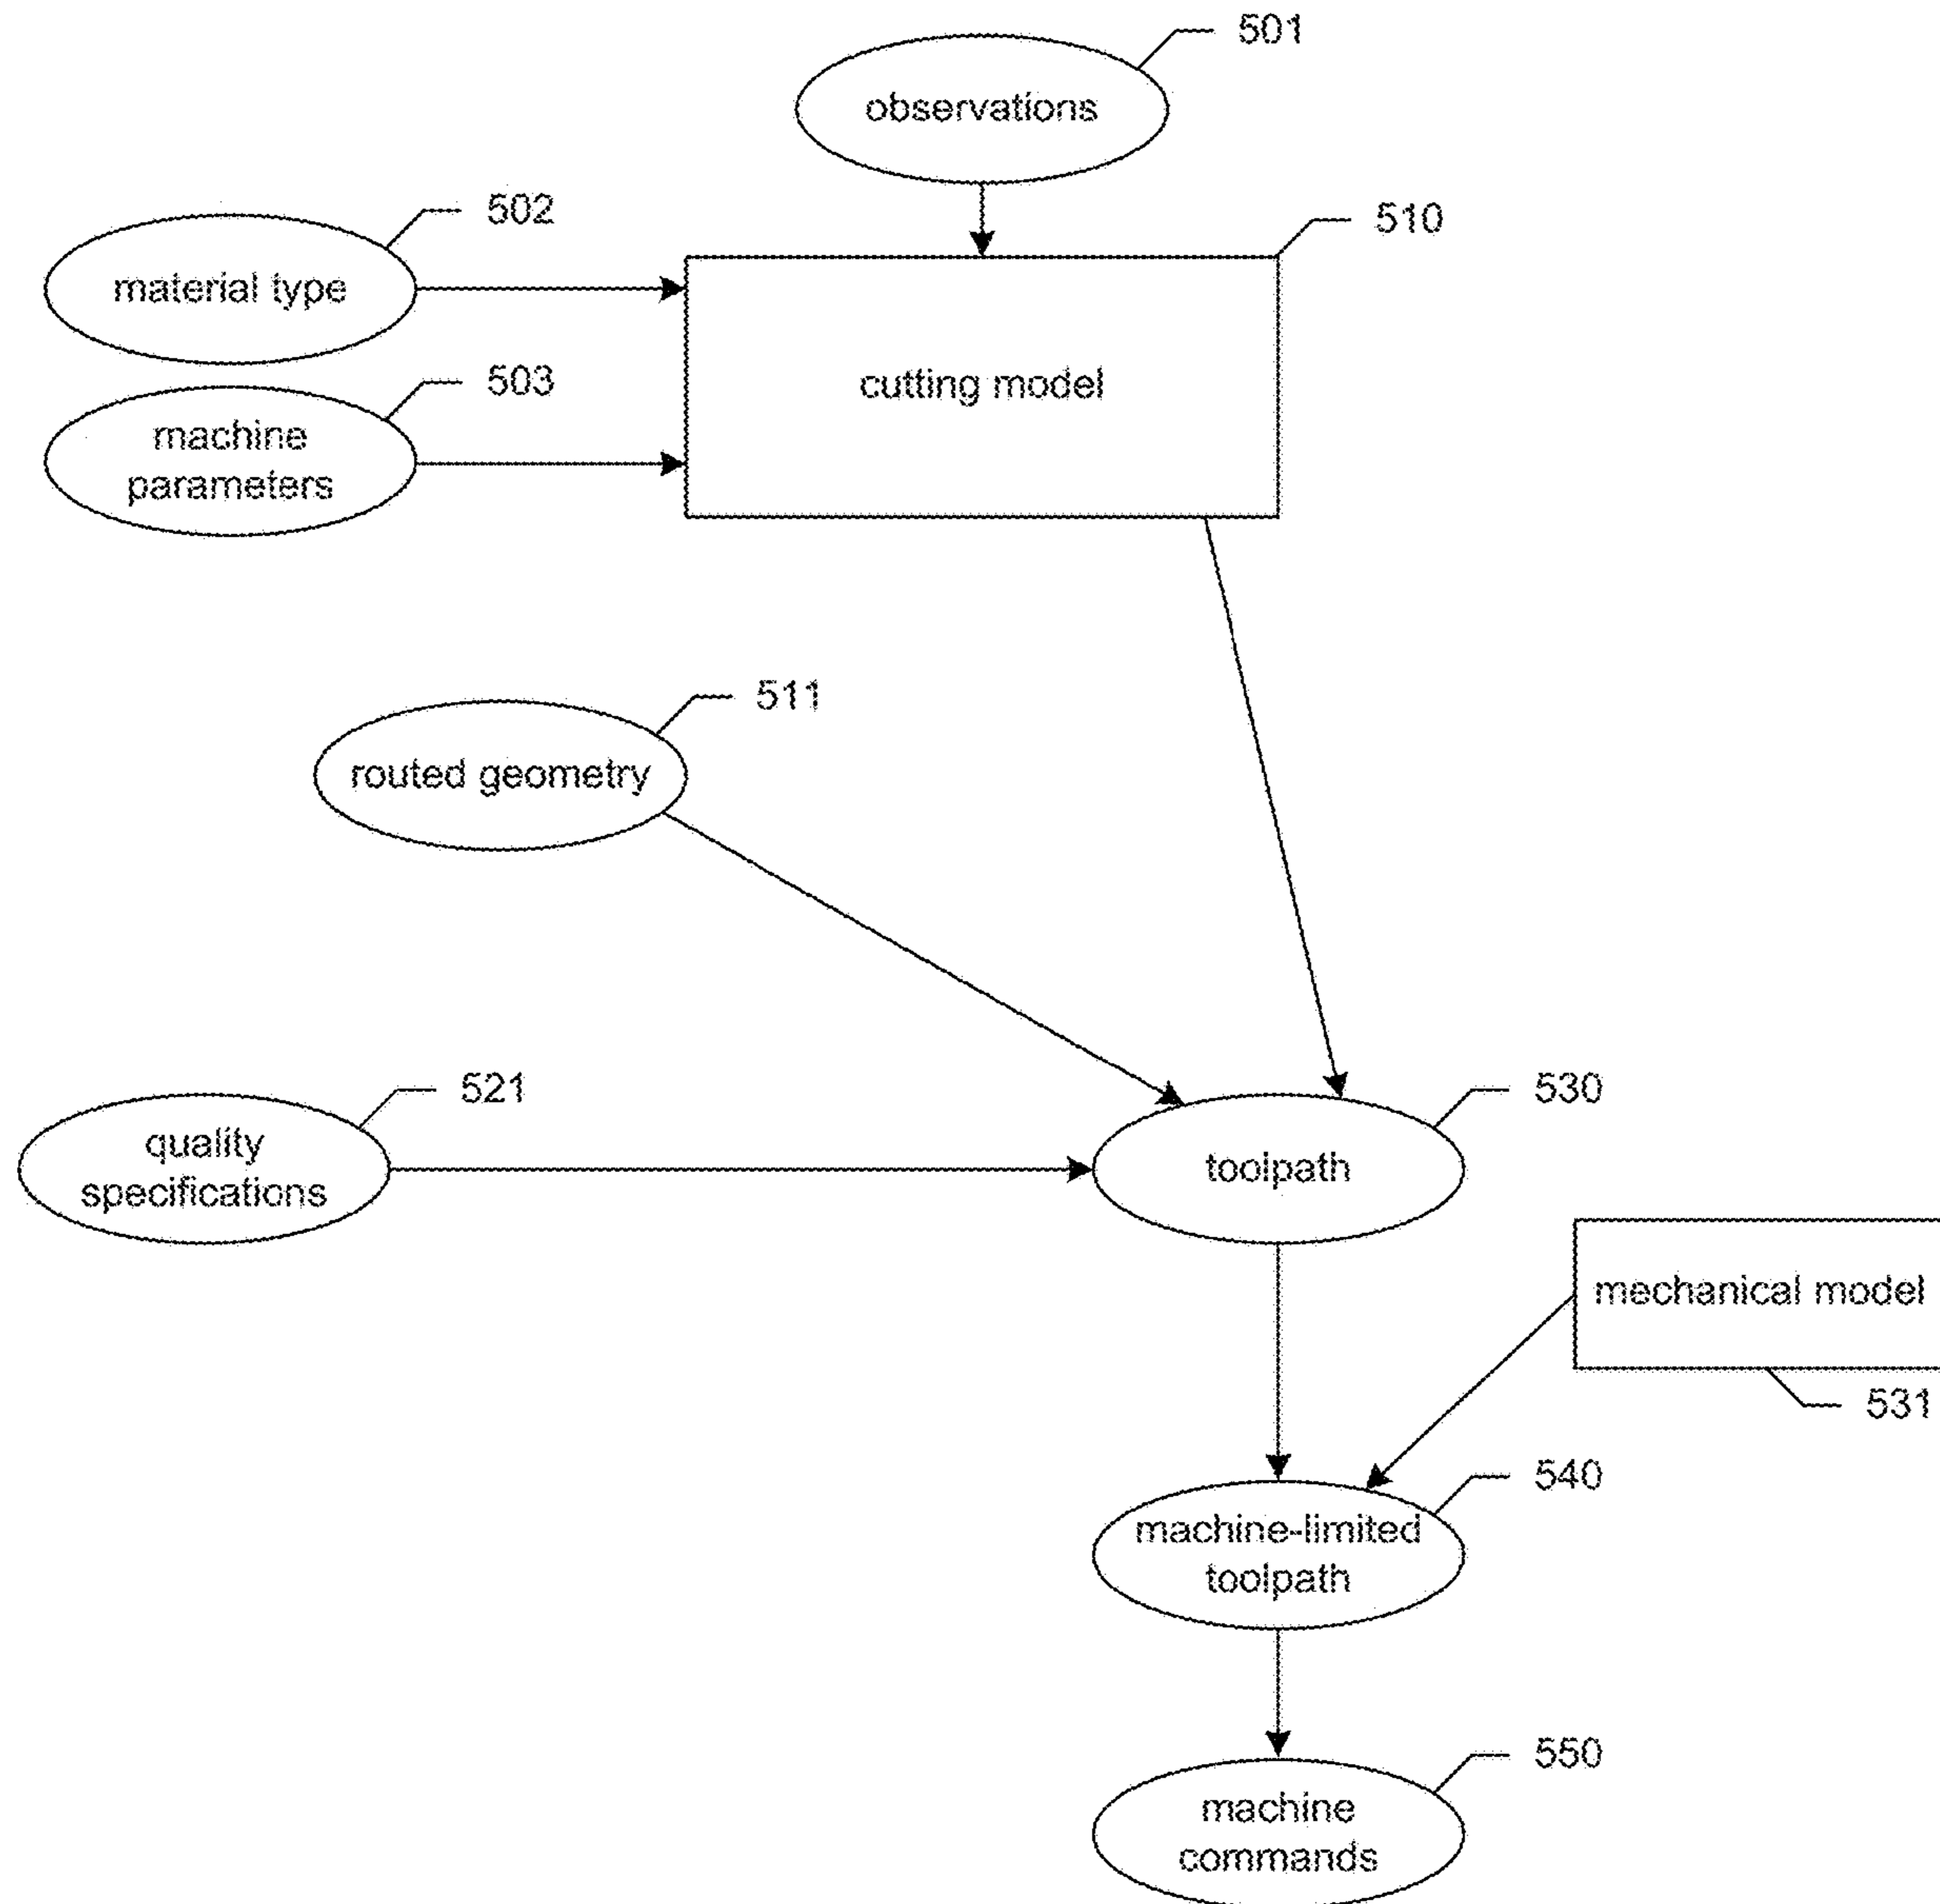 501
observations
502
510
material type
503
cutting model
machine
parameters
511
routed geometry
521
530
quality
specifications
toolpath
mechanical model
531
540
machine-limited
toolpath
550
machine
commands